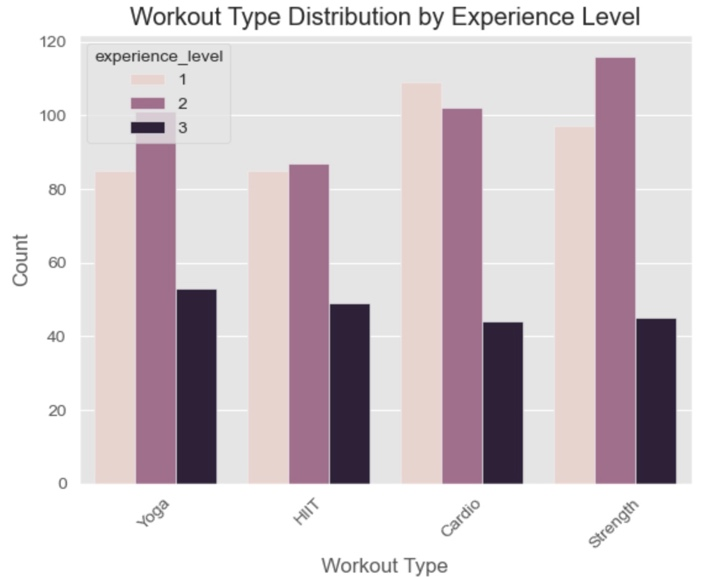 Workout Type Distribution by Experience Level
experience_level
1
2
3
120
100
80
60
40
20
0
Count
Yoga
HIIT
Cardio
Strength
Workout Type